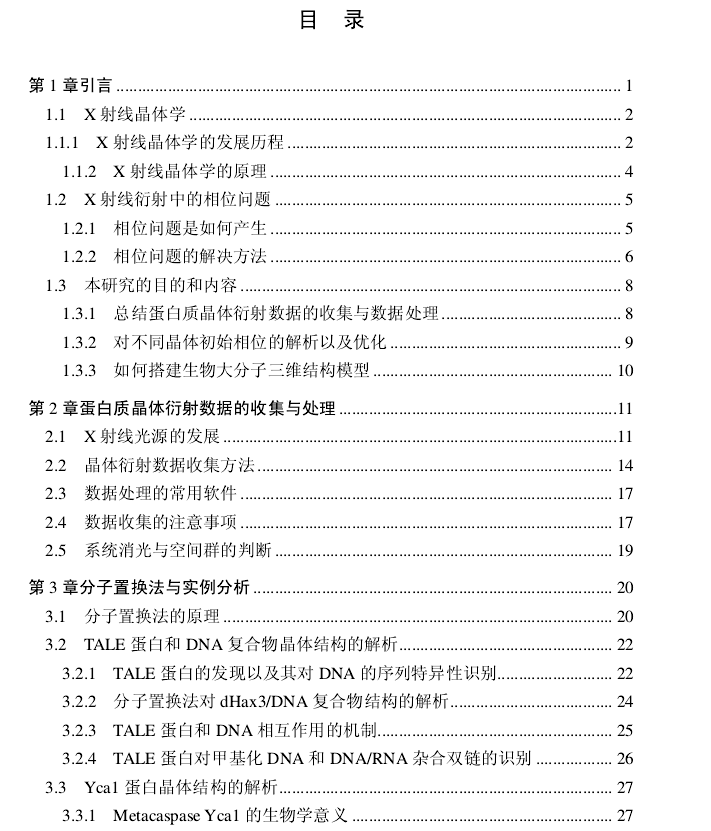 目 录
第 1 章引言 1
1.1 X 射线晶体学 2
1.1.1 X 射线晶体学的发展历程 2
1.1.2 X 射线晶体学的原理 4
1.2 X 射线衍射中的相位问题 5
1.2.1 相位问题是如何产生 5
1.2.2 相位问题的解决方法 6
1.3 本研究的目的和内容 8
1.3.1 总结蛋白质晶体衍射数据的收集与数据处理 8
1.3.2 对不同晶体初始相位的解析以及优化 9
1.3.3 如何搭建生物大分子三维结构模型 10
第 2 章蛋白质晶体衍射数据的收集与处理 11
2.1 X 射线光源的发展 11
2.2 晶体衍射数据收集方法 14
2.3 数据处理的常用软件 17
2.4 数据收集的注意事项 17
2.5 系统消光与空间群的判断 19
第 3 章分子置换法与实例分析 20
3.1 分子置换法的原理 20
3.2 TALE 蛋白和 DNA 复合物晶体结构的解析 22
3.2.1 TALE 蛋白的发现以及其对 DNA 的序列特异性识别 22
3.2.2 分子置换法对 dHax3/DNA 复合物结构的解析 24
3.2.3 TALE 蛋白和 DNA 相互作用的机制 25
3.2.4 TALE 蛋白对甲基化 DNA 和 DNA/RNA 杂合双链的识别 26
3.3 Yca1 蛋白晶体结构的解析 27
3.3.1 Metacaspase Yca1 的生物学意义 27